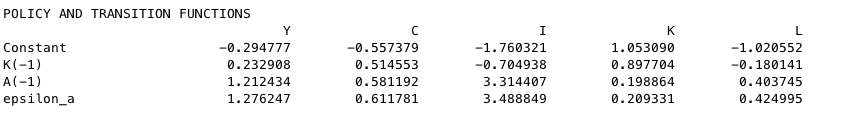 POLICY AND TRANSITION FUNCTIONS
Y C I K L
Constant -0.294777 -0.557379 -1.760321 1.053090 -1.020552
K(-1) 0.232908 0.514553 -0.704938 0.897704 -0.180141
A(-1) 1.212434 0.581192 3.314407 0.198864 0.403745
epsilon_a 1.276247 0.611781 3.488849 0.209331 0.424995